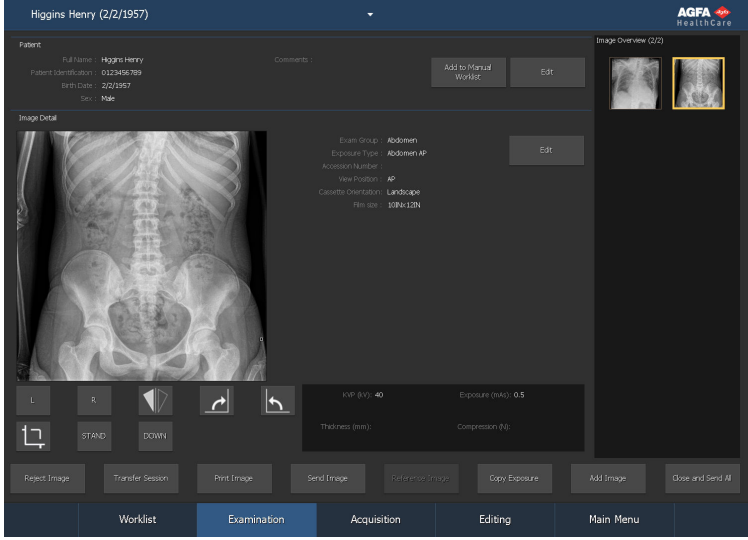 Higgins Henry (2/2/1957)
AGFA Agfa
HealthCare
Patient
Full Name : Higgins Henry
Comments :
Patient Identification : 0123456789
Birth Date : 2/2/1957
Sex : Male
Add to Manual
Worklist
Edit
Image Overview (2/2)
Image Detail
Exam Group : Abdomen
Exposure Type : Abdomen AP
Accession Number :
View Position : AP
Cassette Orientation: Landscape
Film size : 10INx12IN
Edit
L
R
STAND
DOWN
KVP (kV): 40
Exposure (mAs): 0.5
Thickness (mm):
Compression (N):
Reject Image
Transfer Session
Print Image
Send Image
Reference Image
Copy Exposure
Add Image
Close and Send All
Worklist
Examination
Acquisition
Editing
Main Menu